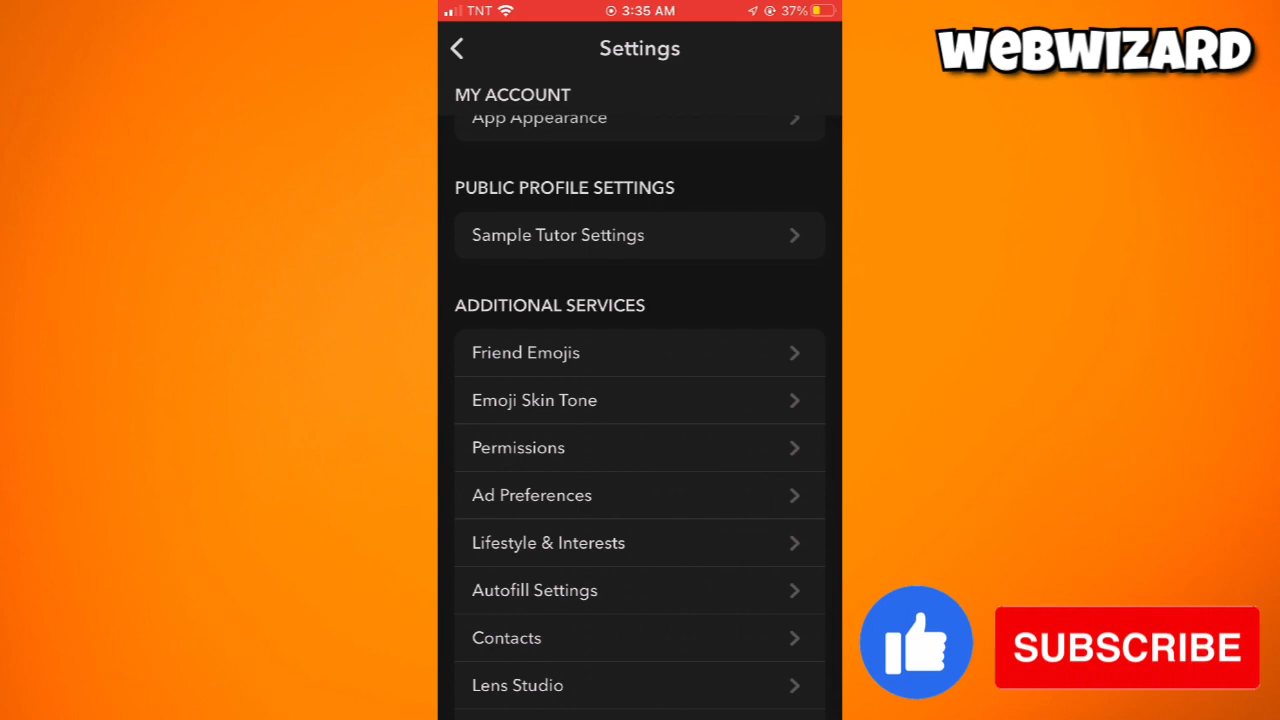 TNT 3:35 AM 37%
WEBWIZARD
Settings
MY ACCOUNT
App Appearance
PUBLIC PROFILE SETTINGS
Sample Tutor Settings
ADDITIONAL SERVICES
Friend Emojis
Emoji Skin Tone
Permissions
Ad Preferences
Lifestyle & Interests
Autofill Settings
Contacts
Lens Studio
SUBSCRIBE